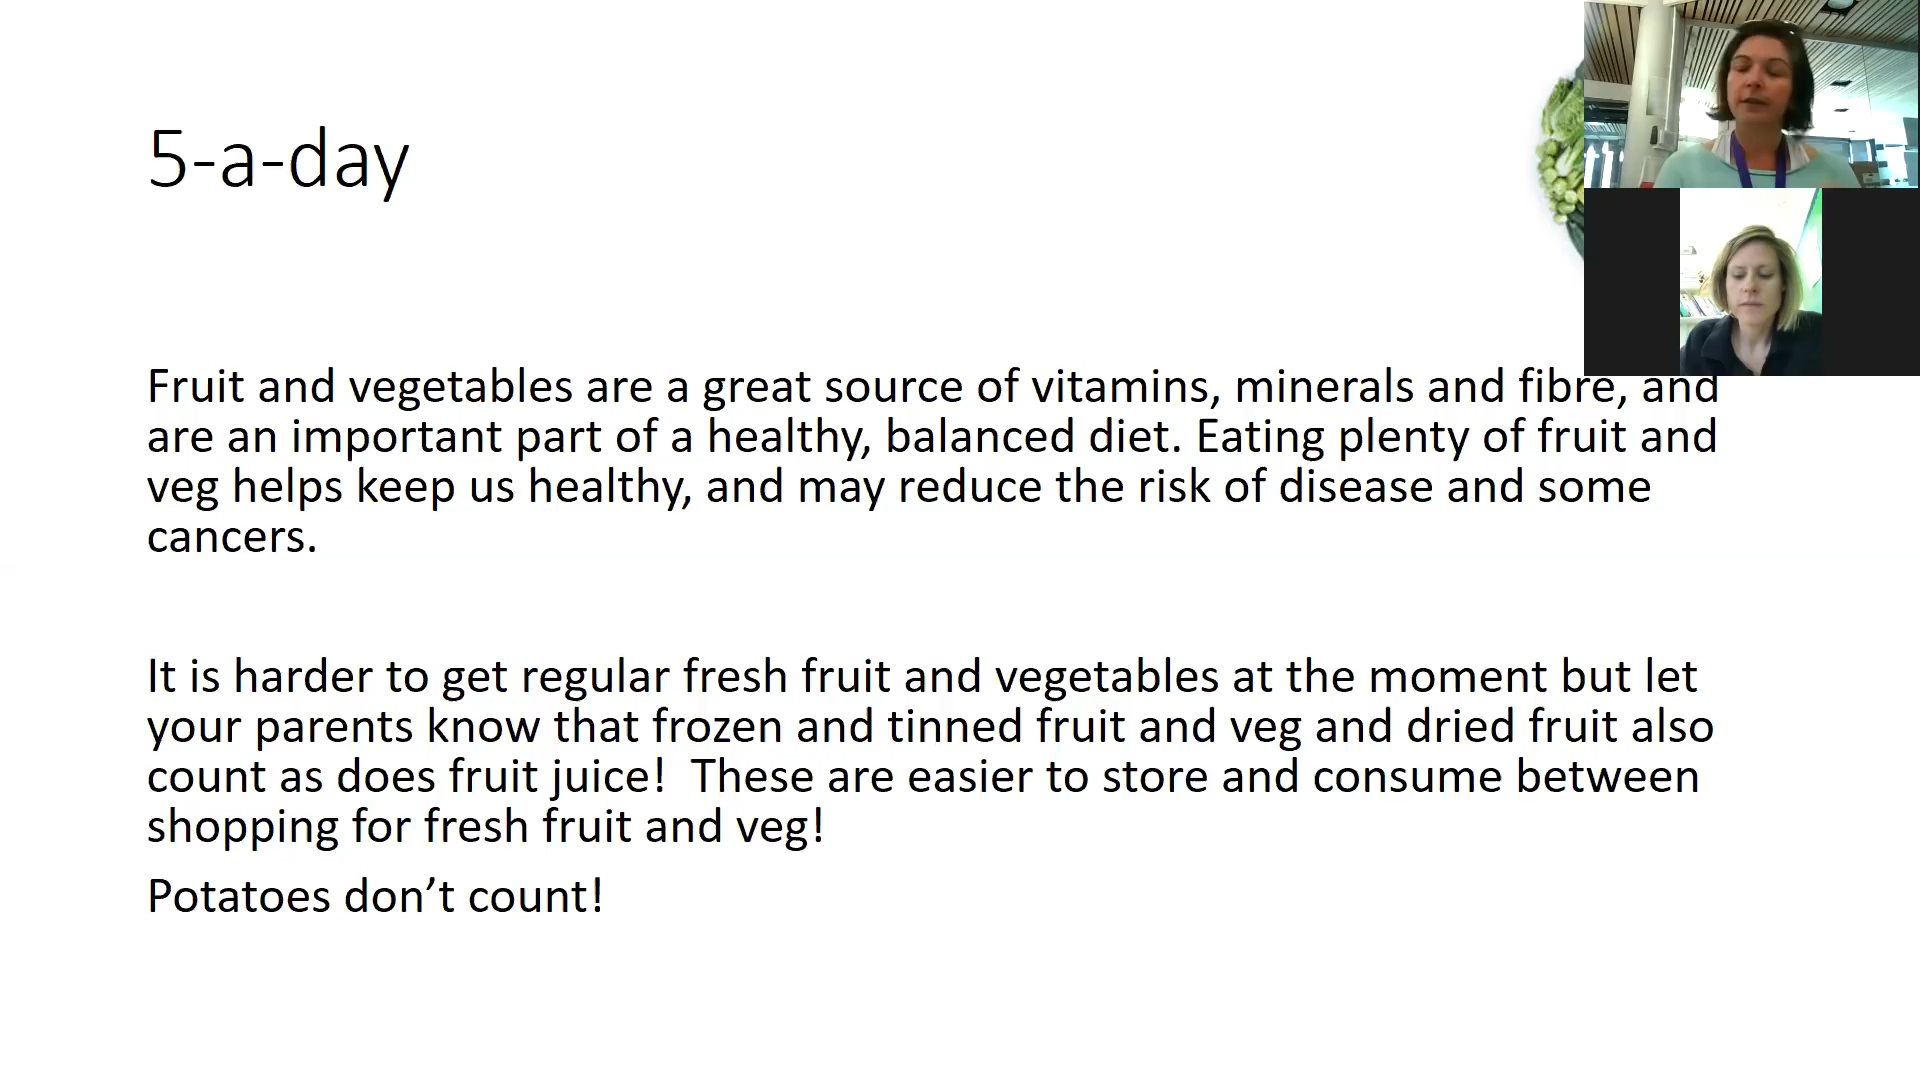 5-a-day
Fruit and vegetables are a great source of vitamins, minerals and fibre, and
are an important part of a healthy, balanced diet. Eating plenty of fruit and
veg helps keep us healthy, and may reduce the risk of disease and some
cancers.
It is harder to get regular fresh fruit and vegetables at the moment but let
your parents know that frozen and tinned fruit and veg and dried fruit also
count as does fruit juice!  These are easier to store and consume between
shopping for fresh fruit and veg!
Potatoes don’t count!